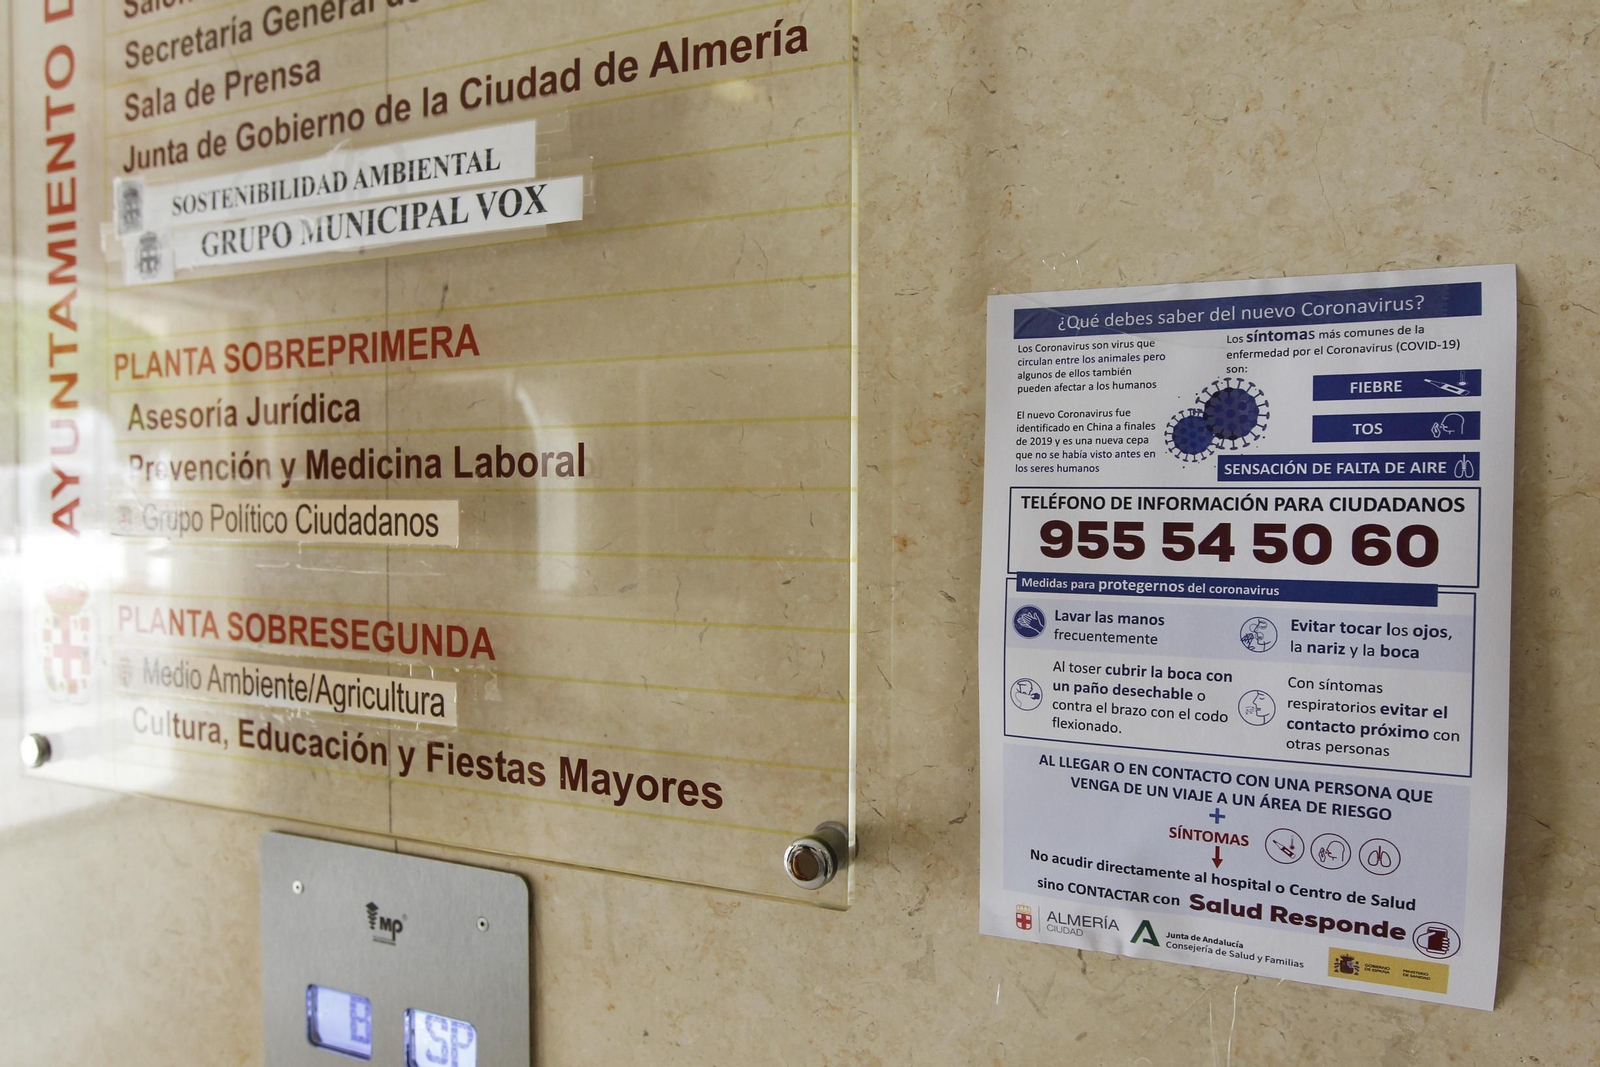 AYUNTAMIENTO D
Secretaría General de
Sala de Prensa
Junta de Gobierno de la Ciudad de Almería
SOSTENIBILIDAD AMBIENTAL
GRUPO MUNICIPAL VOX
PLANTA SOBREPRIMERA
Asesoría Jurídica
Prevención y Medicina Laboral
Grupo Político Ciudadanos
PLANTA SOBRESEGUNDA
Medio Ambiente/Agricultura
Cultura, Educación y Fiestas Mayores
MP
B
SP
¿Qué debes saber del nuevo Coronavirus?
Los Coronavirus son virus que
circulan entre los animales pero
algunos de ellos también
pueden afectar a los humanos
El nuevo Coronavirus fue
identificado en China a finales
de 2019 y es una nueva cepa
que no se había visto antes en
los seres humanos
Los síntomas más comunes de la
enfermedad por el Coronavirus (COVID-19)
son:
FIEBRE
TOS
SENSACIÓN DE FALTA DE AIRE
TELÉFONO DE INFORMACIÓN PARA CIUDADANOS
955 54 50 60
Medidas para protegernos del coronavirus
Lavar las manos
frecuentemente
Evitar tocar los ojos,
la nariz y la boca
Al toser cubrir la boca con
un paño desechable o
contra el brazo con el codo
flexionado.
Con síntomas
respiratorios evitar el
contacto próximo con
otras personas
AL LLEGAR O EN CONTACTO CON UNA PERSONA QUE
VENGA DE UN VIAJE A UN ÁREA DE RIESGO
+
SÍNTOMAS
No acudir directamente al hospital o Centro de Salud
sino CONTACTAR con Salud Responde
ALMERÍA
CIUDAD
Junta de Andalucía
Consejería de Salud y Familias
GOBIERNO
DE ESPAÑA
MINISTERIO
DE SANIDAD